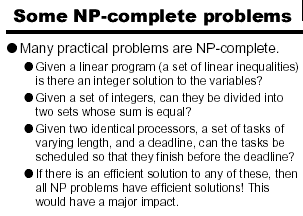 Some NP-complete problems
● Many practical problems are NP-complete.
● Given a linear program (a set of linear inequalities)
is there an integer solution to the variables?
● Given a set of integers, can they be divided into
two sets whose sum is equal?
● Given two identical processors, a set of tasks of
varying length, and a deadline, can the tasks be
scheduled so that they finish before the deadline?
● If there is an efficient solution to any of these, then
all NP problems have efficient solutions! This
would have a major impact.